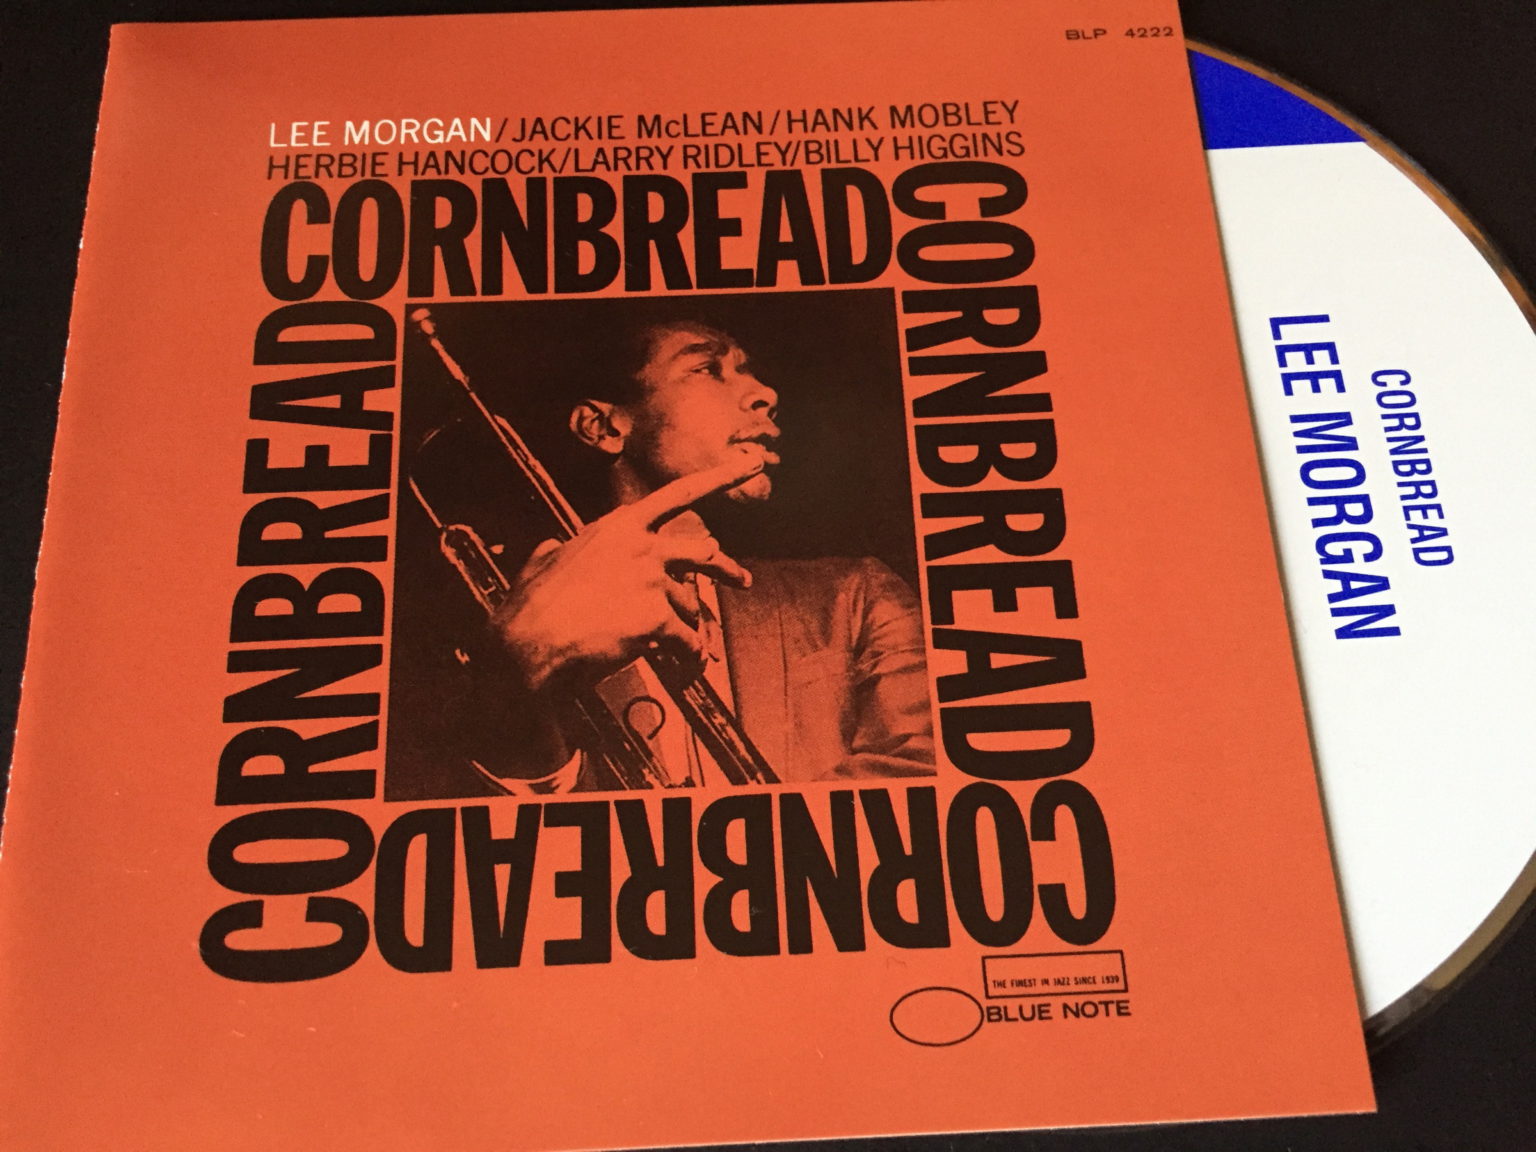 BLP 4222
LEE MORGAN/JACKIE McLEAN/HANK MOBLEY
HERBIE HANCOCK/LARRY RIDLEY/BILLY HIGGINS
CORNBREAD
CORNBREAD
CORNBREAD
CORNBREAD
THE FINEST IN JAZZ SINCE 1939
BLUE NOTE
CORNBREAD
LEE MORGAN